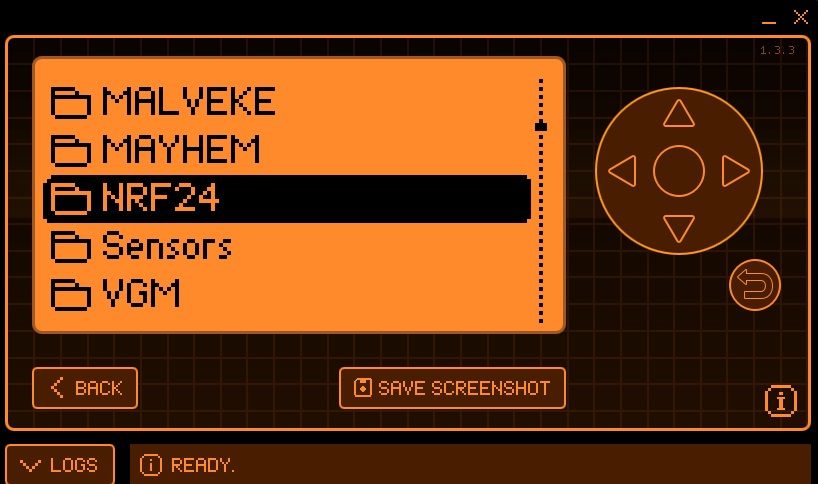 1.3.3
MALVEKE
MAYHEM
NRF24
Sensors
VGM
BACK
SAVE SCREENSHOT
LOGS
READY.